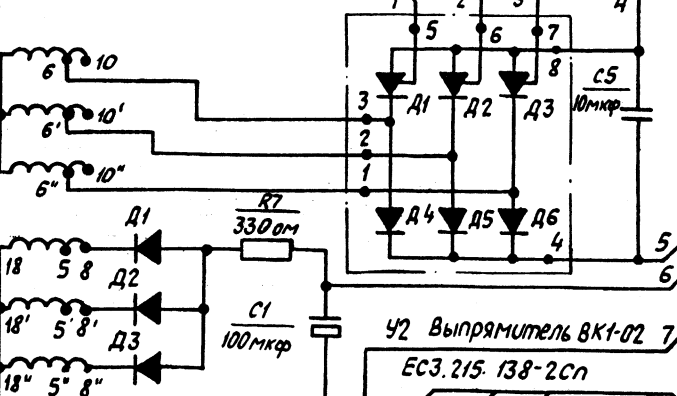 1 2 3 4
5 6 7
8
6 10
C5
10мкф
3 Д1 Д2 Д3
6' 10'
2
6" 10"
1
R7
330 ом
Д1
Д4 Д5 Д6
4
5
18 5 8
6
Д2
C1
100мкф
18' 5' 8'
Д3
У2 Выпрямитель ВК1-02 7
ЕС3.215.138-2сп
18" 5" 8"